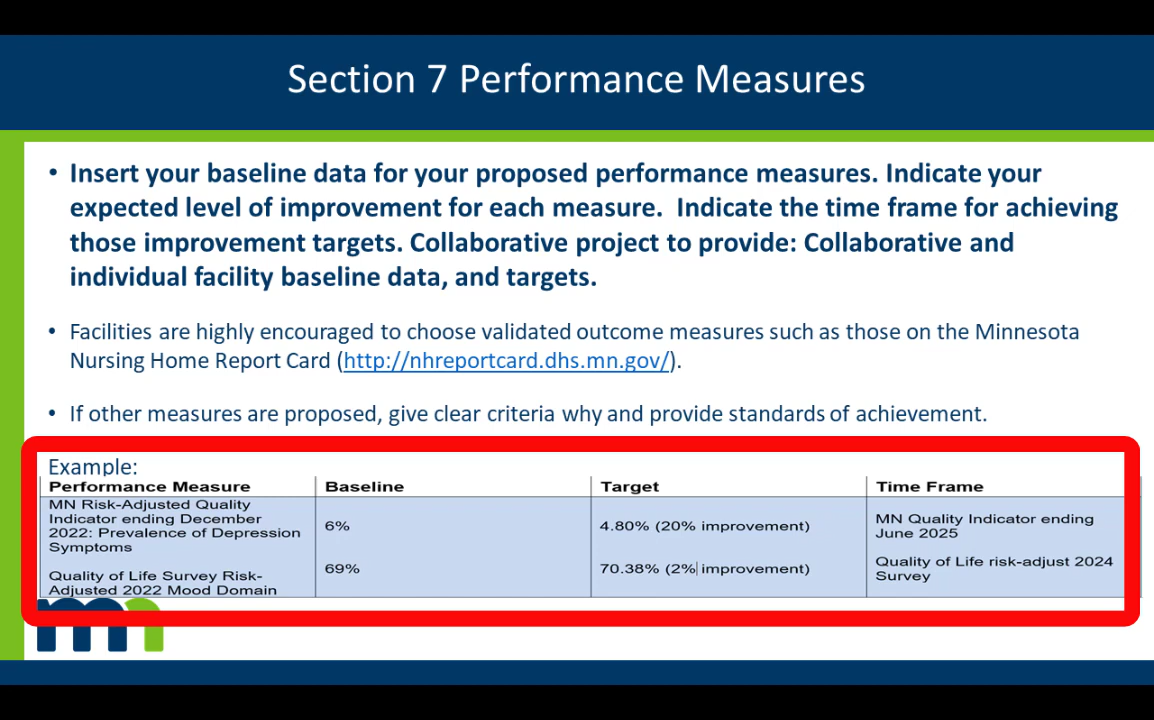 Section 7 Performance Measures
• Insert your baseline data for your proposed performance measures. Indicate your
expected level of improvement for each measure.  Indicate the time frame for achieving
those improvement targets. Collaborative project to provide: Collaborative and
individual facility baseline data, and targets.
• Facilities are highly encouraged to choose validated outcome measures such as those on the Minnesota
Nursing Home Report Card (http://nhreportcard.dhs.mn.gov/).
• If other measures are proposed, give clear criteria why and provide standards of achievement.
Example:
Performance Measure
Baseline
Target
Time Frame
MN Risk-Adjusted Quality
Indicator ending December
2022: Prevalence of Depression
Symptoms
6%
4.80% (20% improvement)
MN Quality Indicator ending
June 2025
Quality of Life Survey Risk-
Adjusted 2022 Mood Domain
69%
70.38% (2% improvement)
Quality of Life risk-adjust 2024
Survey
mn